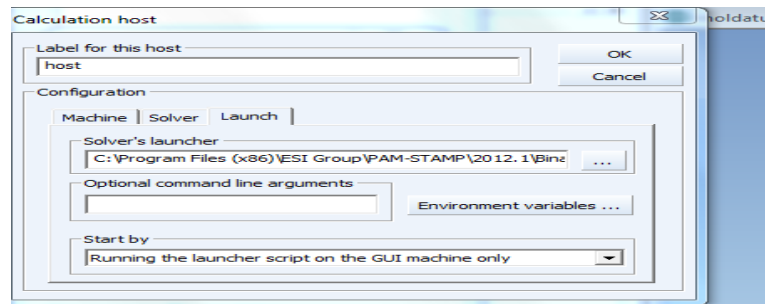 Calculation host
noldatu
Label for this host
OK
host
Cancel
Configuration
Machine Solver Launch
Solver's launcher
C:\Program Files (x86)\ESI Group\PAM-STAMP\2012.1\Bina ...
Optional command line arguments
Environment variables ...
Start by
Running the launcher script on the GUI machine only